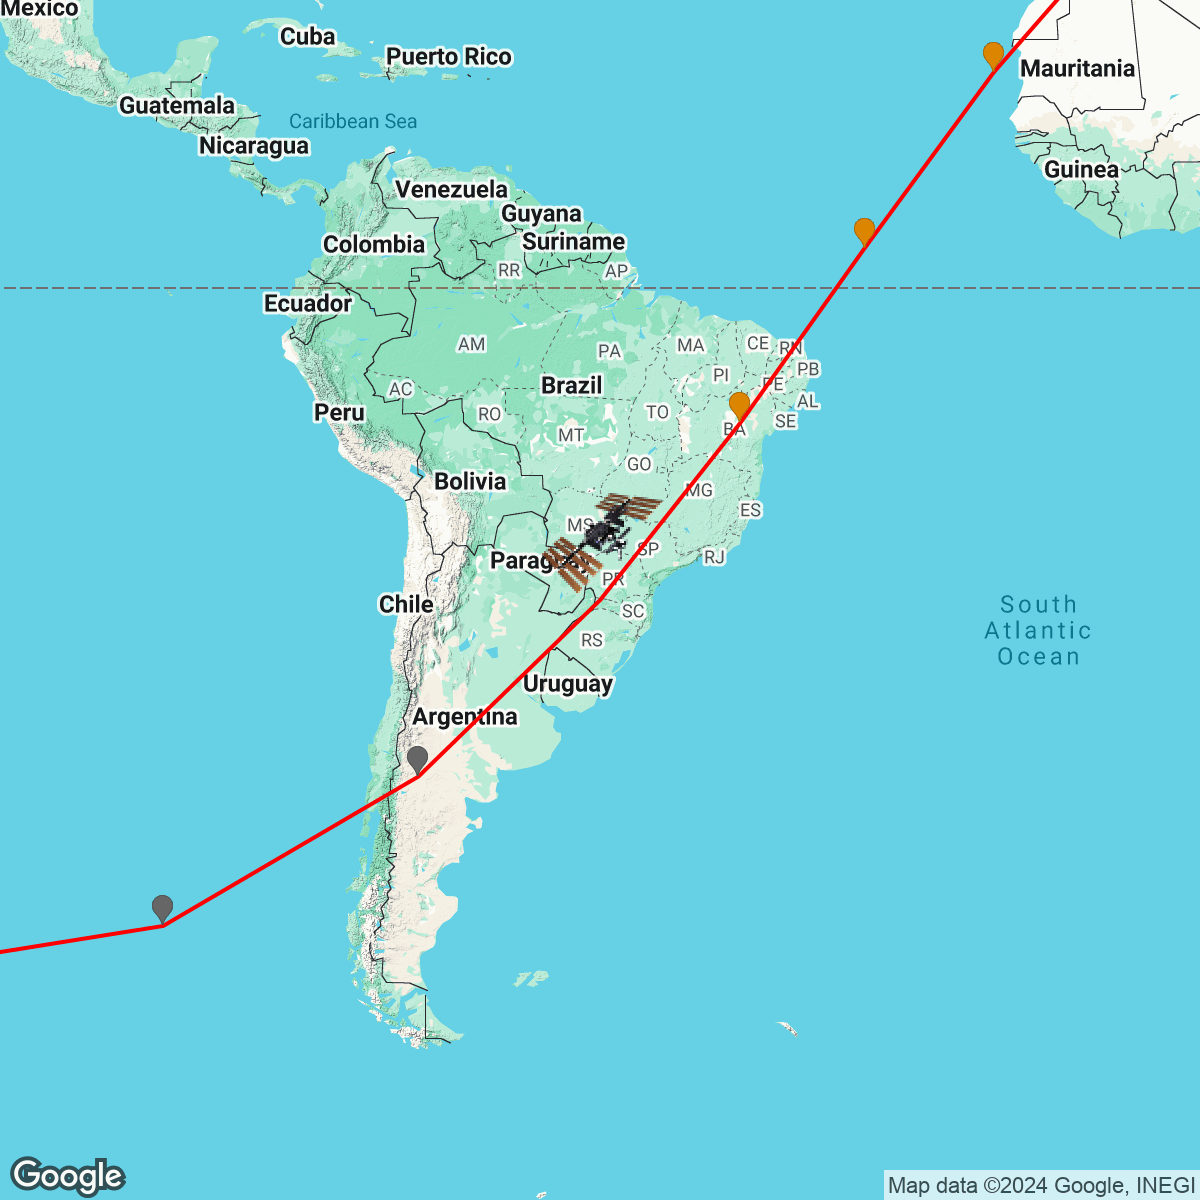 Mexico
Cuba
Puerto Rico
Mauritania
Guatemala
Caribbean Sea
Nicaragua
Guinea
Venezuela
Guyana
Suriname
Colombia
RR
AP
Ecuador
AM
PA
MA
CE
RN
PB
PI
PE
Brazil
AC
AL
Peru
RO
TO
SE
MT
BA
GO
Bolivia
MG
ES
MS
SP
RJ
Paraguay
PR
Chile
SC
South
Atlantic
Ocean
RS
Uruguay
Argentina
Google
Map data ©2024 Google, INEGI